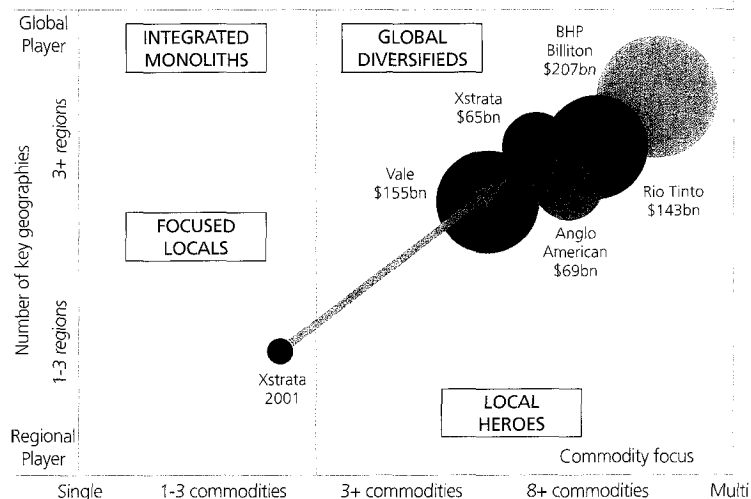 Global
Player
INTEGRATED
MONOLITHS
GLOBAL
DIVERSIFIEDS
BHP
Billiton
$207bn
Xstrata
$65bn
Vale
$155bn
Rio Tinto
$143bn
Anglo
American
$69bn
Number of key geographies
3+ regions
1-3 regions
FOCUSED
LOCALS
Xstrata
2001
LOCAL
HEROES
Regional
Player
Commodity focus
Single
1-3 commodities
3+ commodities
8+ commodities
Multi